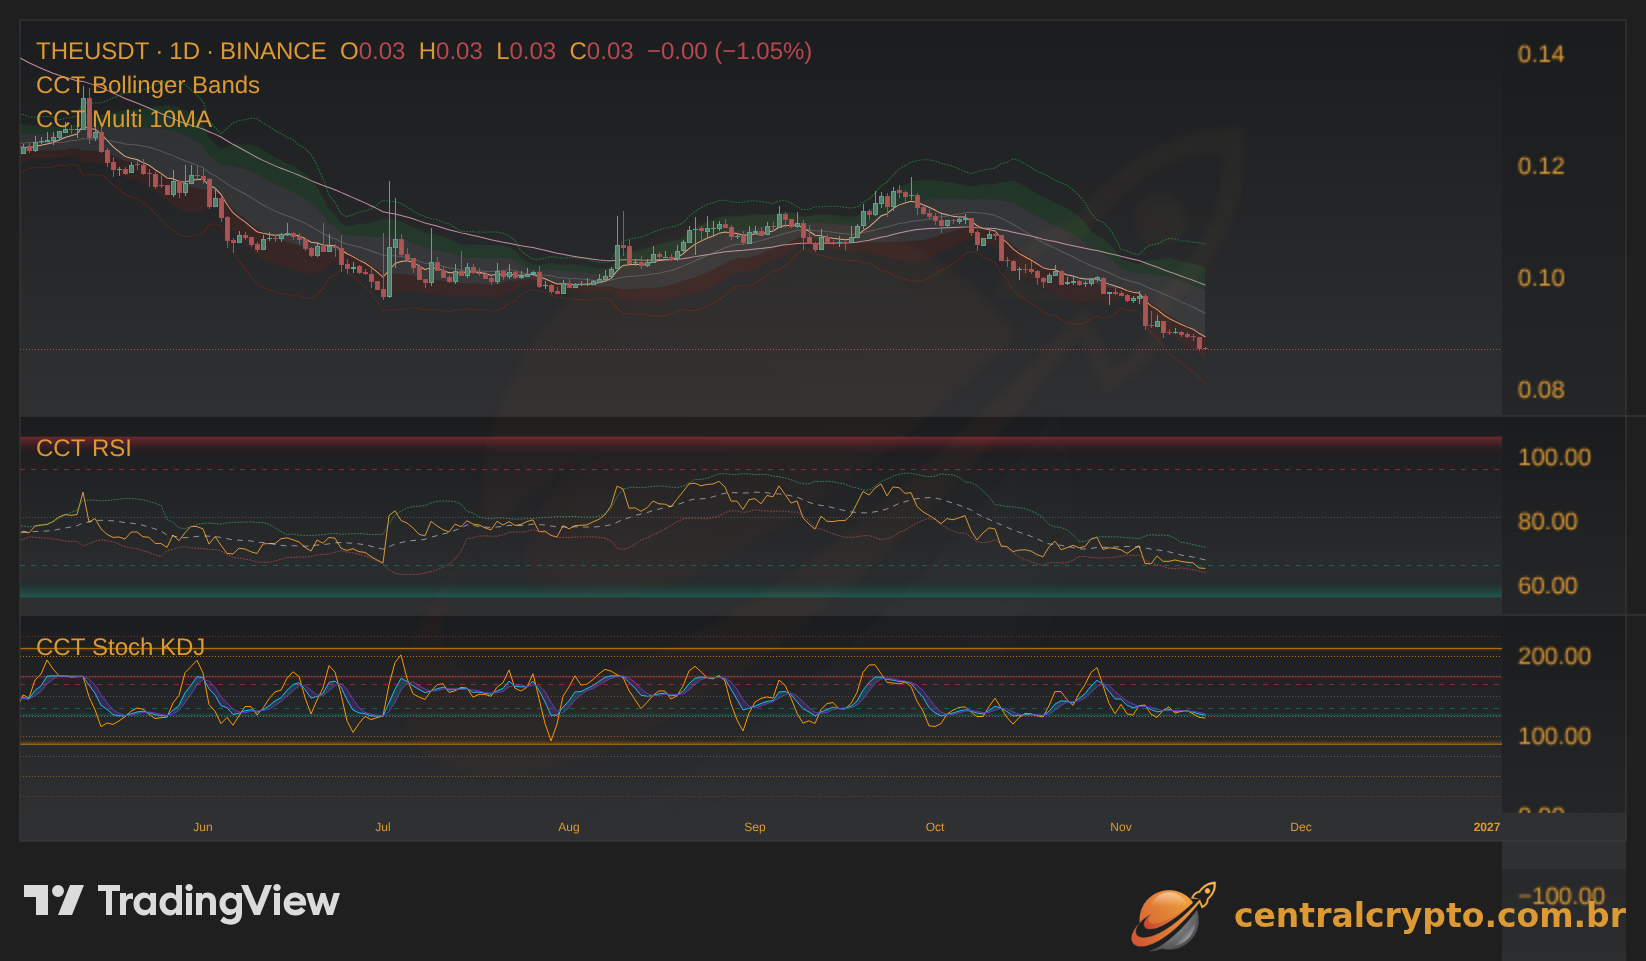 THEUSDT · 1D · BINANCE O0.03 H0.03 L0.03 C0.03 −0.00 (−1.05%)
CCT Bollinger Bands
CCT Multi 10MA
0.14
0.12
0.10
0.08
CCT RSI
100.00
80.00
60.00
CCT Stoch KDJ
200.00
100.00
0.00
−100.00
Jun Jul Aug Sep Oct Nov Dec 2027
TradingView
centralcrypto.com.br